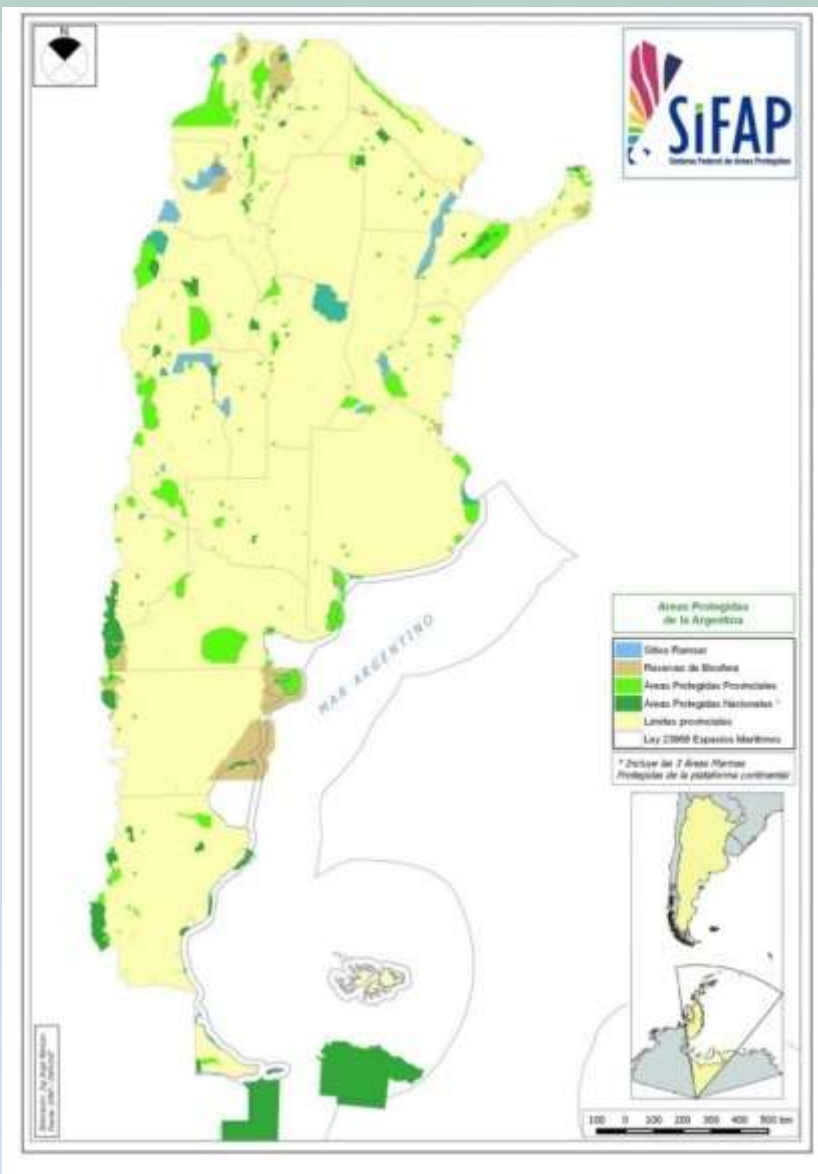 N
SiFAP
Sistema Federal de Áreas Protegidas
MAR ARGENTINO
Áreas Protegidas
de la Argentina
Sitios Ramsar
Reservas de Biosfera
Áreas Protegidas Provinciales
Áreas Protegidas Nacionales *
Límites provinciales
Ley 23968 Espacios Marítimos
* Incluye las 3 Áreas Marinas
Protegidas de la plataforma continental
100 0 100 200 300 400 500 km